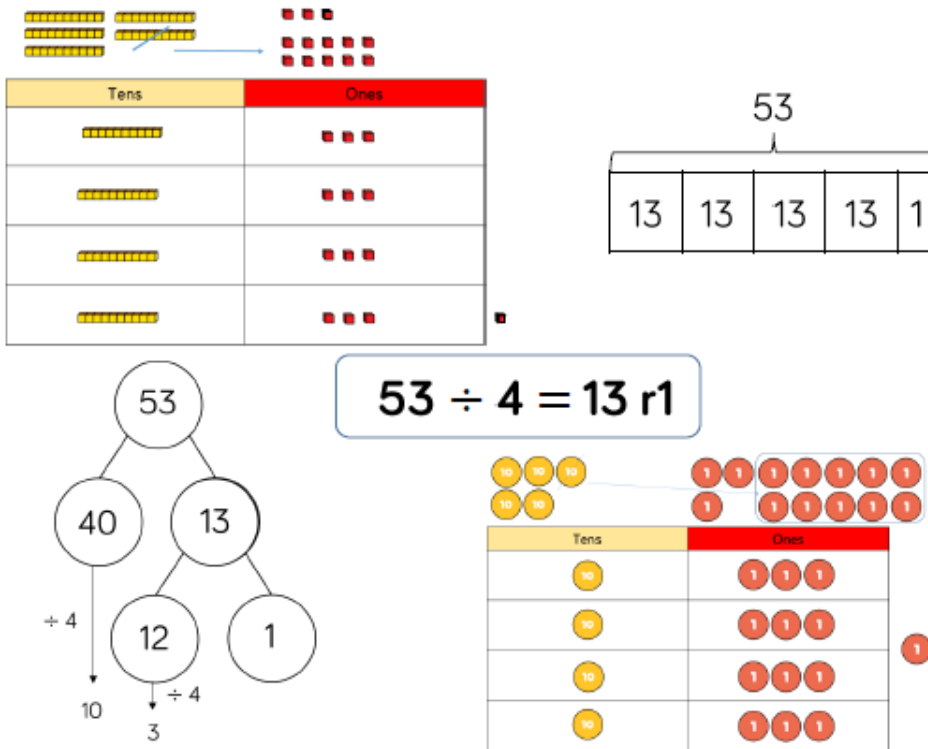 Tens Ones
53
13 13 13 13 1
53 ÷ 4 = 13 r1
53
40 13
÷ 4
12 1
÷ 4
10
3
10 10 10 1 1 1 1 1 1 1
10 10 1 1 1 1 1 1
Tens Ones
10 1 1 1
10 1 1 1
1
10 1 1 1
10 1 1 1